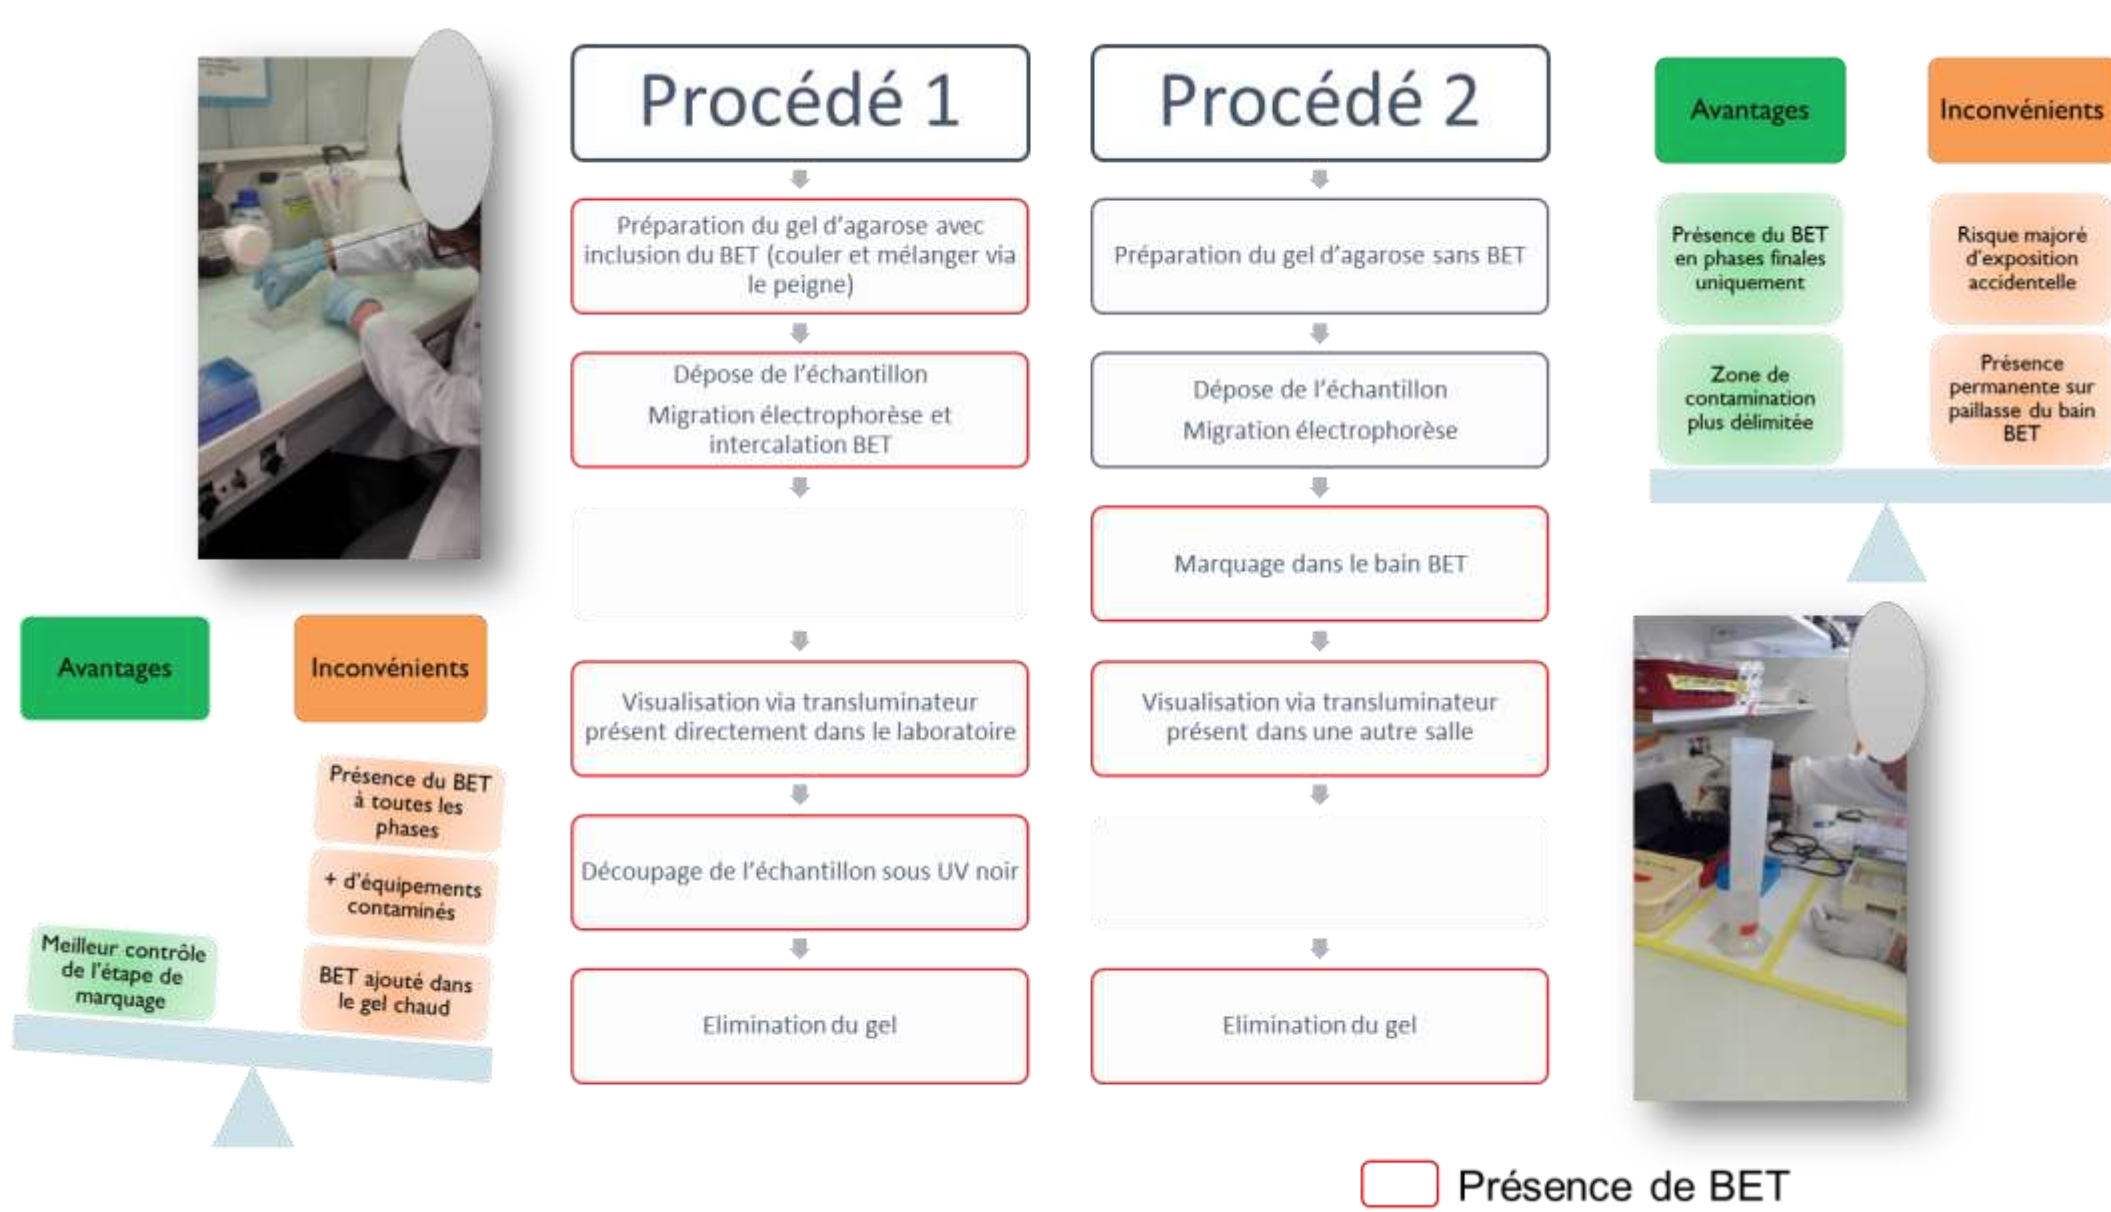 Procédé 1
Préparation du gel d'agarose avec
inclusion du BET (couler et mélanger via
le peigne)
Dépose de l'échantillon
Migration électrophorèse et
intercalation BET
Visualisation via transluminateur
présent directement dans le laboratoire
Découpage de l'échantillon sous UV noir
Elimination du gel
Procédé 2
Préparation du gel d'agarose sans BET
Dépose de l'échantillon
Migration électrophorèse
Marquage dans le bain BET
Visualisation via transluminateur
présent dans une autre salle
Elimination du gel
Avantages
Présence du BET
en phases finales
uniquement
Zone de
contamination
plus délimitée
Inconvénients
Risque majoré
d'exposition
accidentelle
Présence
permanente sur
paillasse du bain
BET
Avantages
Meilleur contrôle
de l'étape de
marquage
Inconvénients
Présence du BET
à toutes les
phases
+ d'équipements
contaminés
BET ajouté dans
le gel chaud
Présence de BET